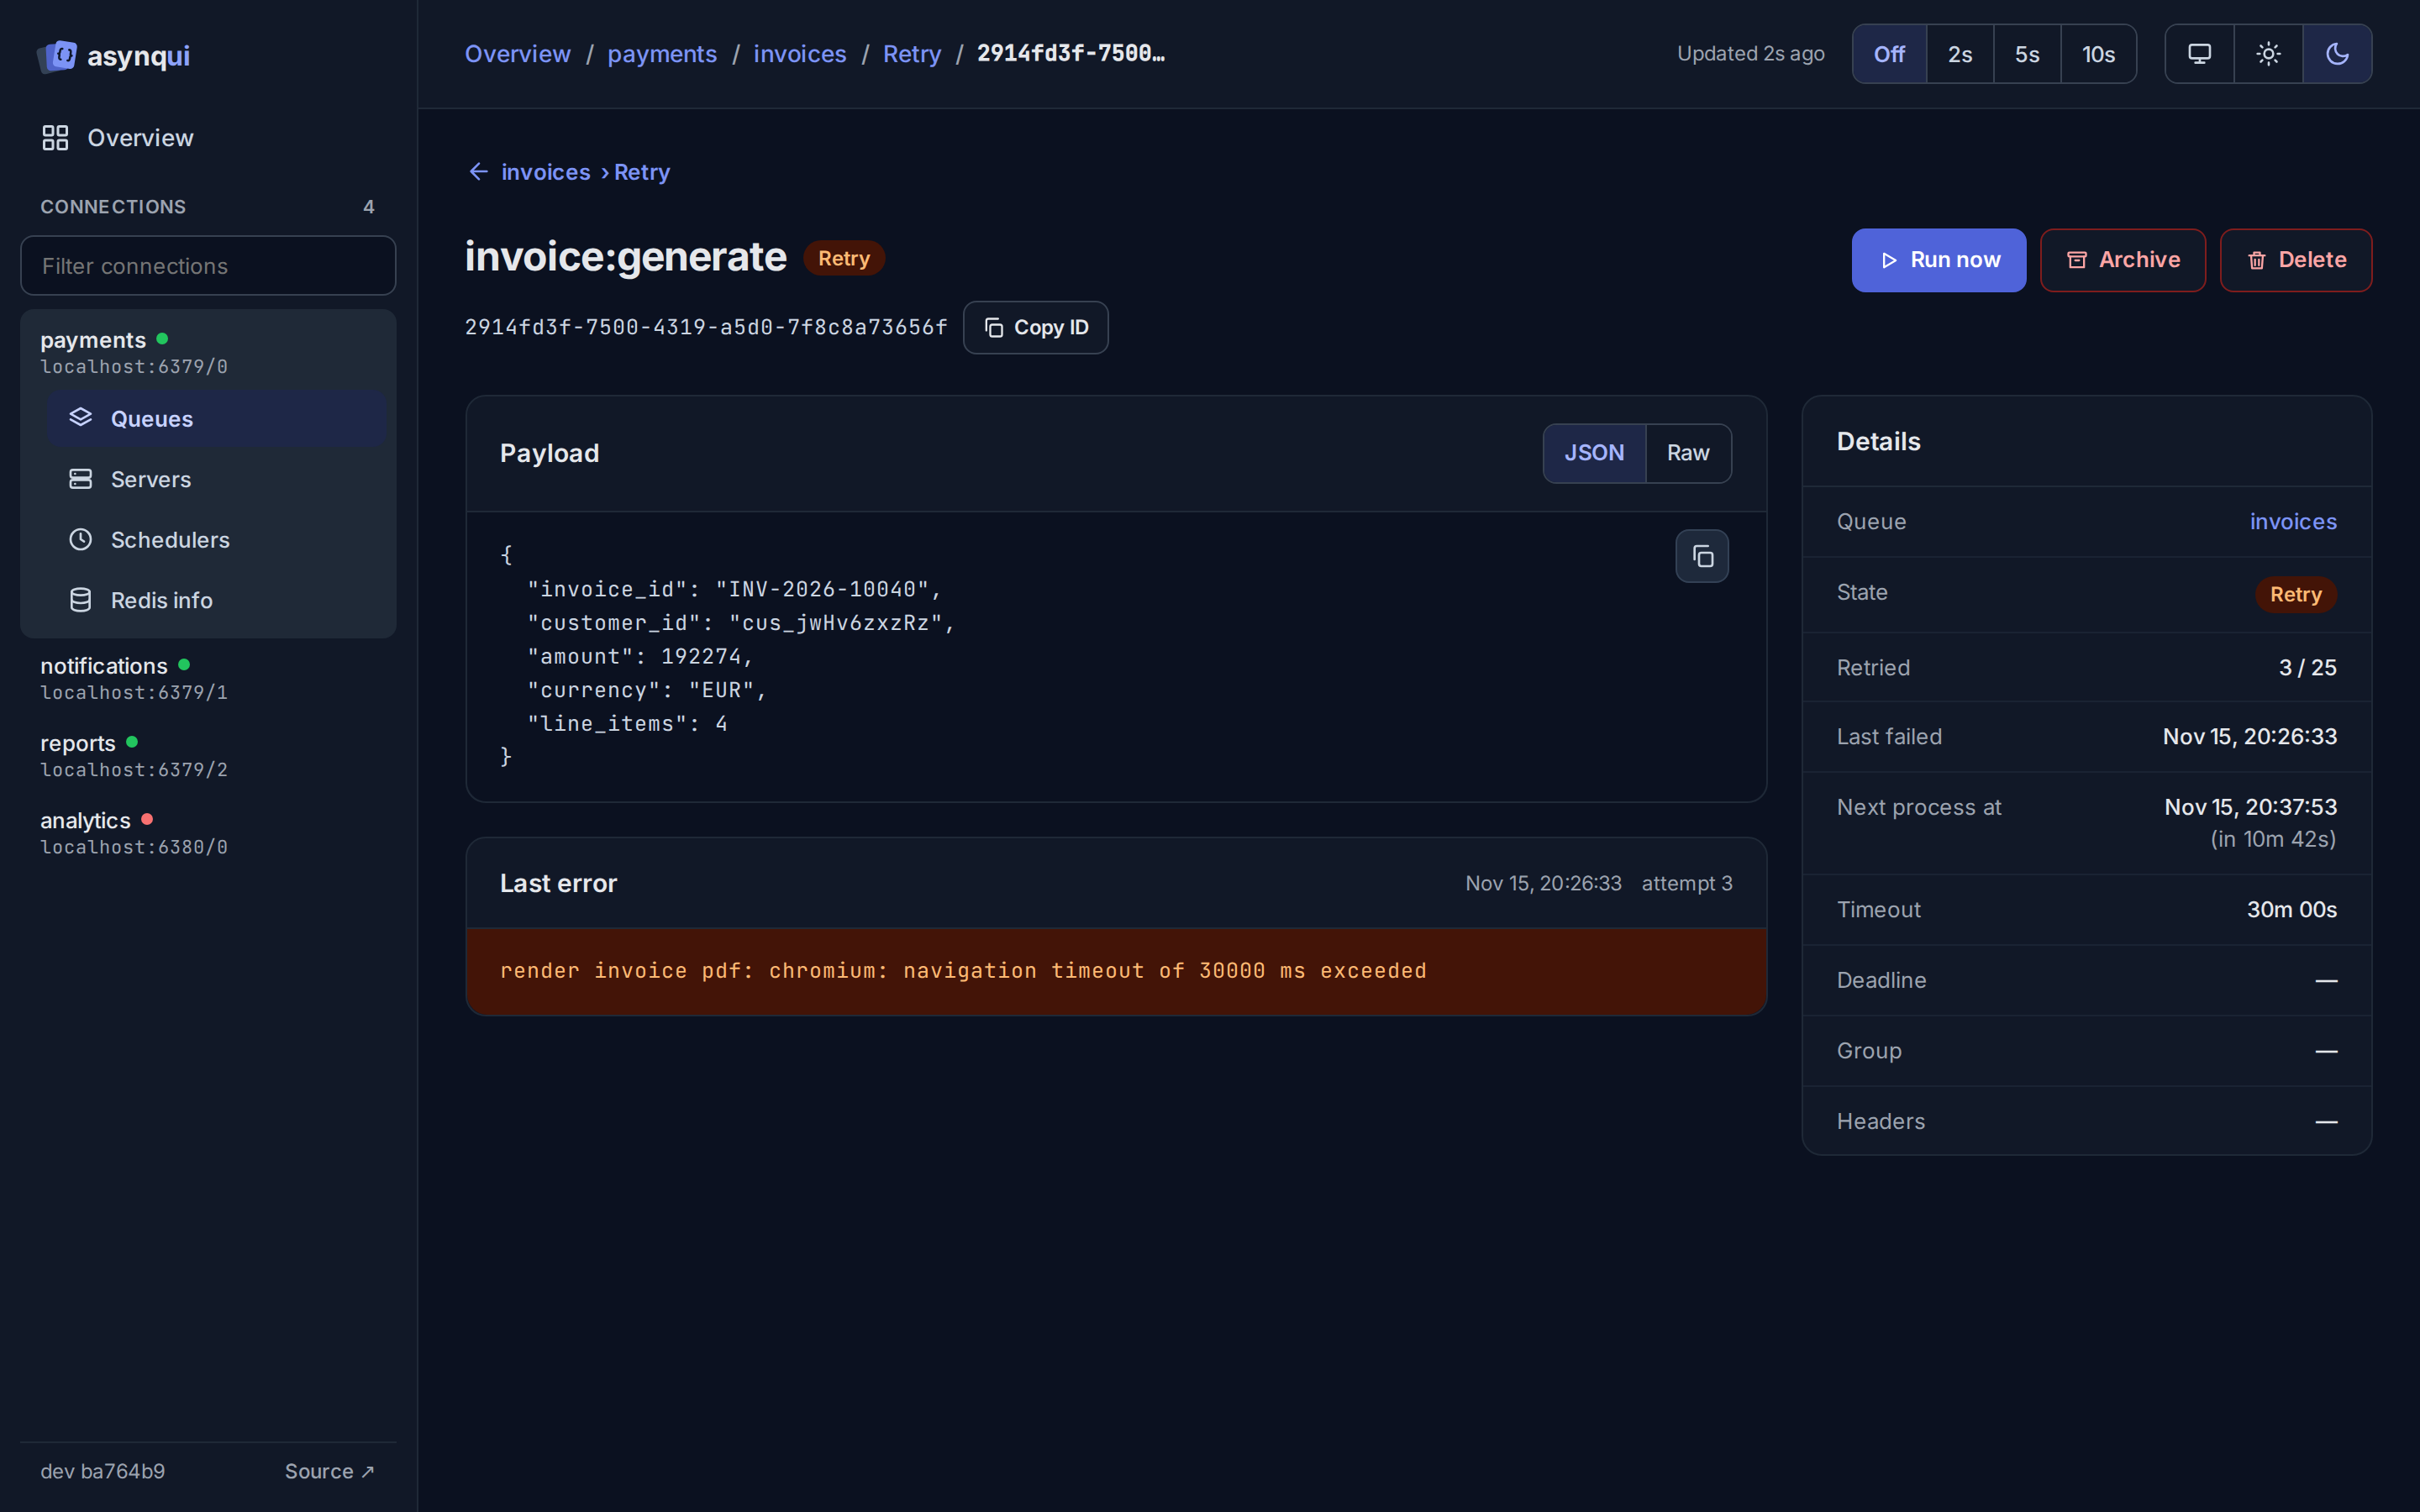 asynqui
Overview
CONNECTIONS 4
Filter connections
payments
localhost:6379/0
Queues
Servers
Schedulers
Redis info
notifications
localhost:6379/1
reports
localhost:6379/2
analytics
localhost:6380/0
dev ba764b9 Source ↗
Overview / payments / invoices / Retry / 2914fd3f-7500…
Updated 2s ago Off 2s 5s 10s
← invoices › Retry
invoice:generate Retry
Run now Archive Delete
2914fd3f-7500-4319-a5d0-7f8c8a73656f Copy ID
Payload JSON Raw
{
"invoice_id": "INV-2026-10040",
"customer_id": "cus_jwHv6zxzRz",
"amount": 192274,
"currency": "EUR",
"line_items": 4
}
Last error Nov 15, 20:26:33 attempt 3
render invoice pdf: chromium: navigation timeout of 30000 ms exceeded
Details
Queue invoices
State Retry
Retried 3 / 25
Last failed Nov 15, 20:26:33
Next process at Nov 15, 20:37:53
(in 10m 42s)
Timeout 30m 00s
Deadline —
Group —
Headers —